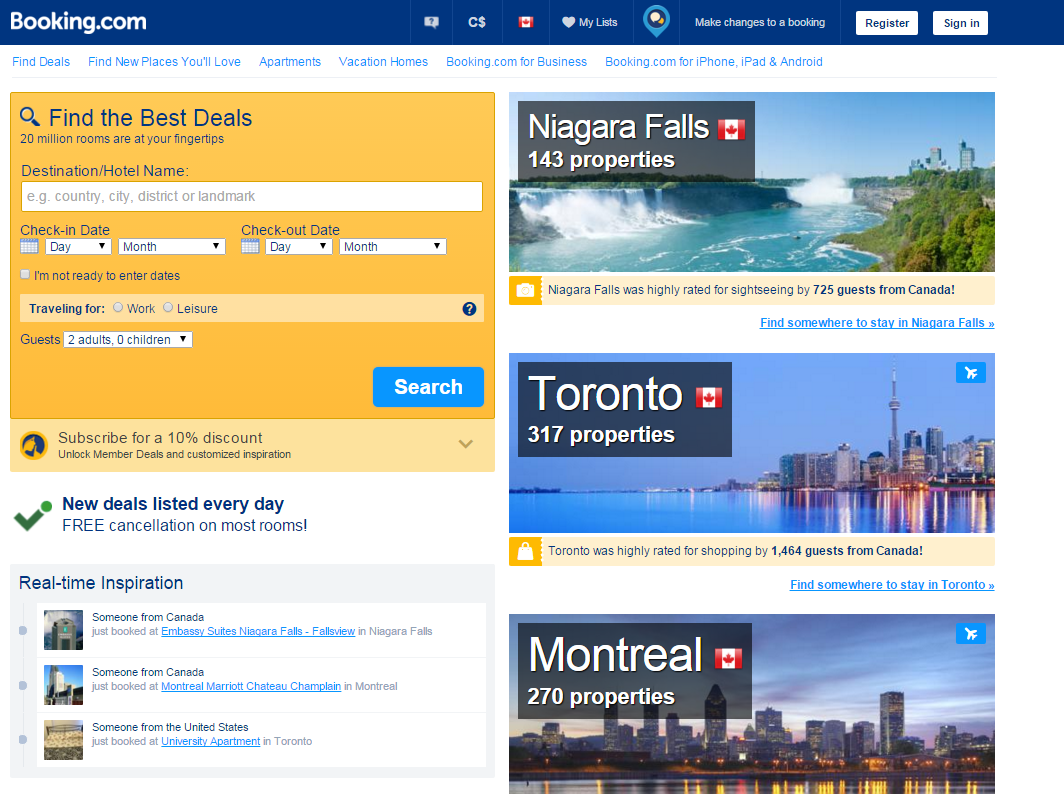 Booking.com
C$
My Lists
Make changes to a booking
Register
Sign in
Find Deals
Find New Places You'll Love
Apartments
Vacation Homes
Booking.com for Business
Booking.com for iPhone, iPad & Android
Find the Best Deals
20 million rooms are at your fingertips
Destination/Hotel Name:
e.g. country, city, district or landmark
Check-in Date
Check-out Date
Day
Month
Day
Month
I'm not ready to enter dates
Traveling for:
Work
Leisure
?
Guests
2 adults, 0 children
Search
Subscribe for a 10% discount
Unlock Member Deals and customized inspiration
New deals listed every day
FREE cancellation on most rooms!
Real-time Inspiration
Someone from Canada
just booked at Embassy Suites Niagara Falls - Fallsview in Niagara Falls
Someone from Canada
just booked at Montreal Marriott Chateau Champlain in Montreal
Someone from the United States
just booked at University Apartment in Toronto
Niagara Falls
143 properties
Niagara Falls was highly rated for sightseeing by 725 guests from Canada!
Find somewhere to stay in Niagara Falls »
Toronto
317 properties
Toronto was highly rated for shopping by 1,464 guests from Canada!
Find somewhere to stay in Toronto »
Montreal
270 properties